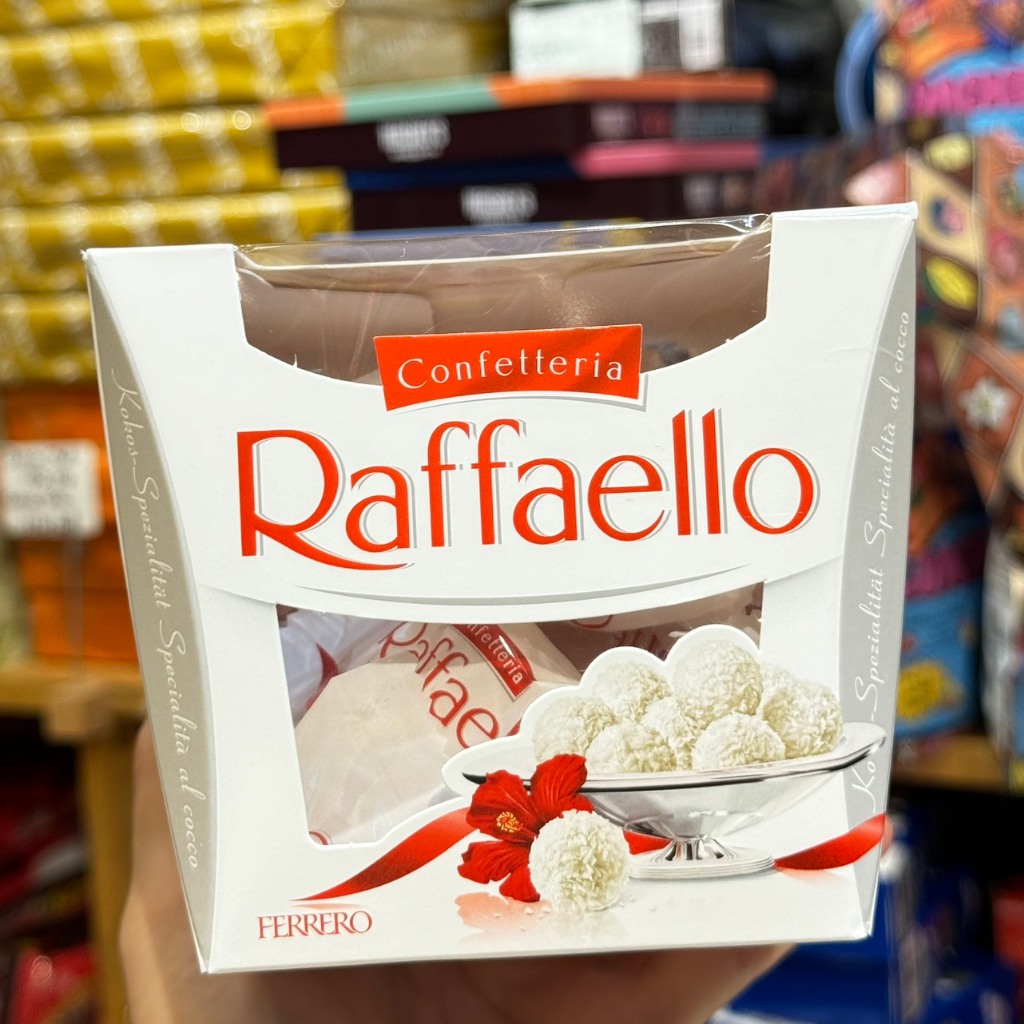 Confetteria
Raffaello
Kokos-Spezialität Specialità al cocco
Kokos-Spezialität Specialità al cocco
Confetteria
Raffae
FERRERO